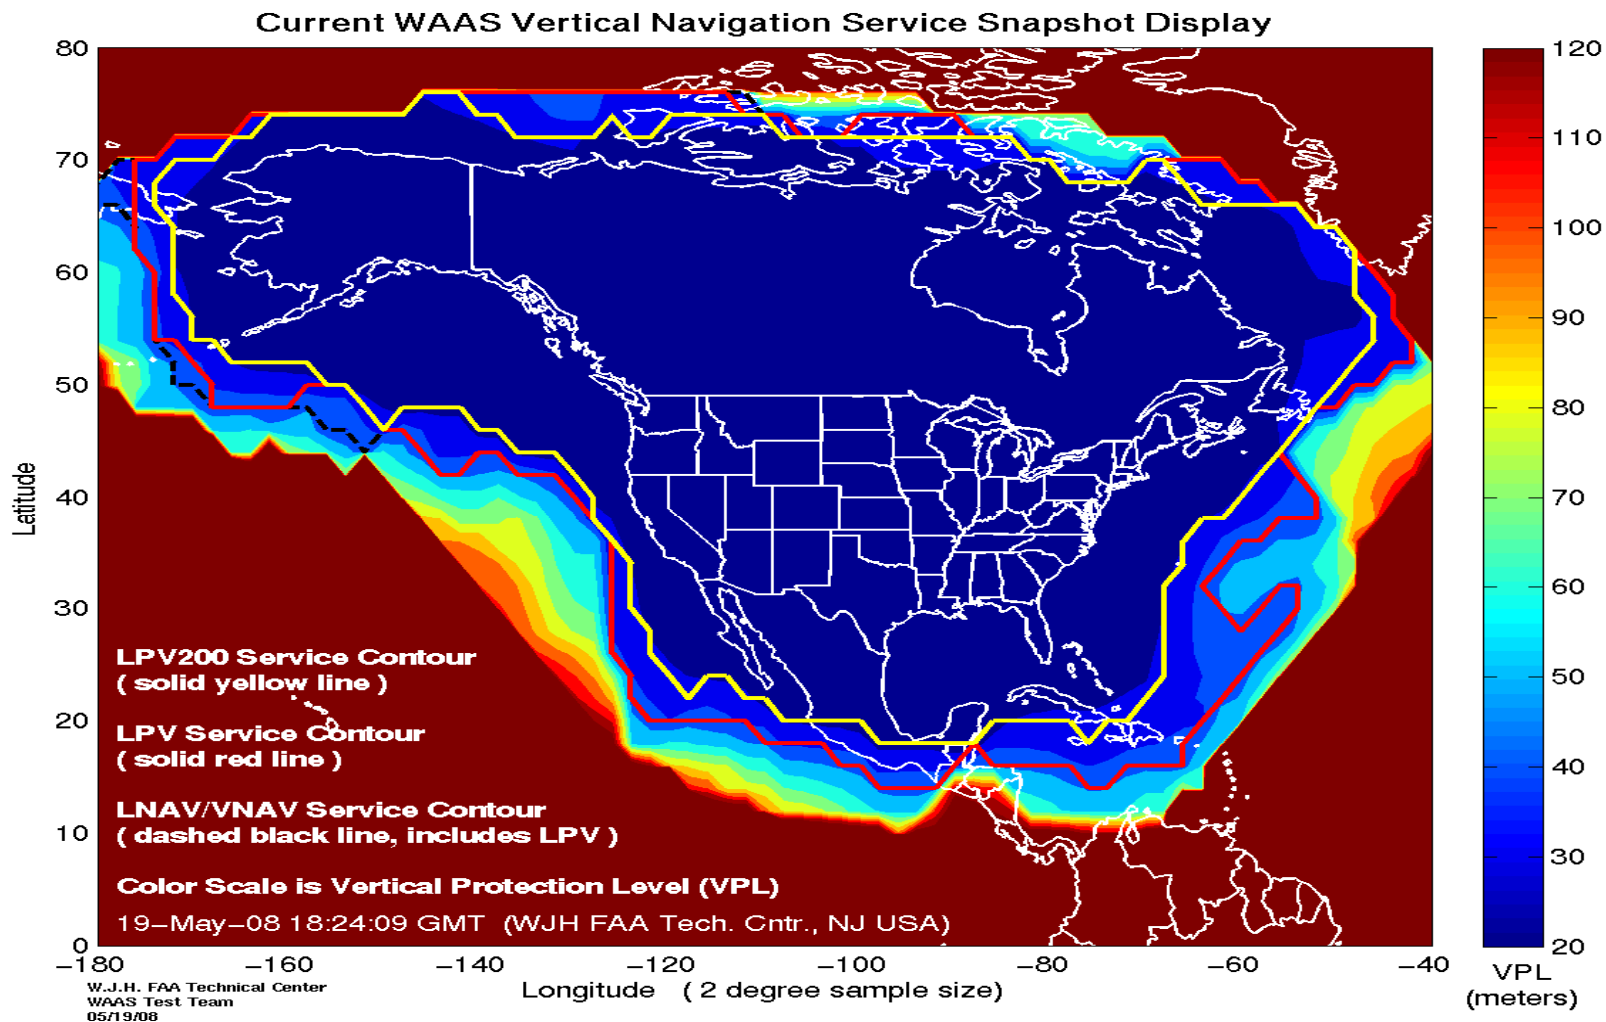 Current WAAS Vertical Navigation Service Snapshot Display
80
70
60
50
40
30
20
10
0
Latitude
-180
-160
-140
-120
-100
-80
-60
-40
Longitude ( 2 degree sample size)
LPV200 Service Contour
( solid yellow line )
LPV Service Contour
( solid red line )
LNAV/VNAV Service Contour
( dashed black line, includes LPV )
Color Scale is Vertical Protection Level (VPL)
19-May-08 18:24:09 GMT (WJH FAA Tech. Cntr., NJ USA)
W.J.H. FAA Technical Center
WAAS Test Team
05/19/08
120
110
100
90
80
70
60
50
40
30
20
VPL
(meters)